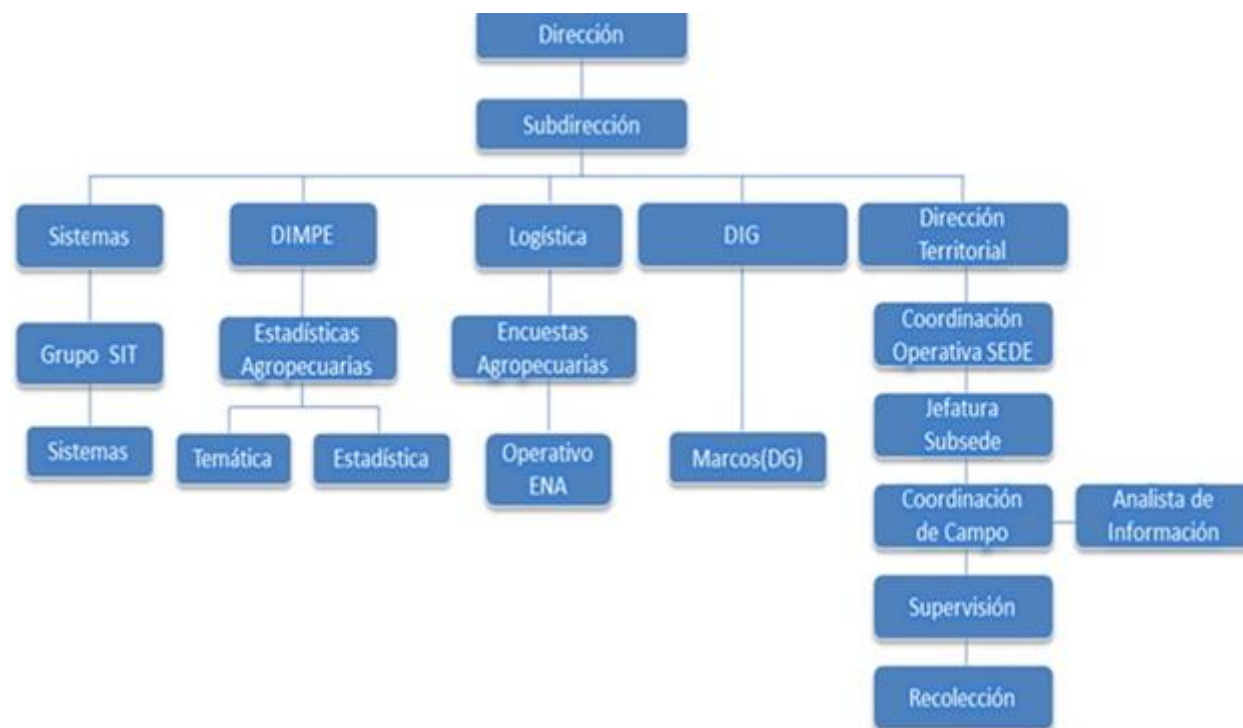 Dirección
Subdirección
Sistemas
DIMPE
Logística
DIG
Dirección
Territorial
Grupo SIT
Estadísticas
Agropecuarias
Encuestas
Agropecuarias
Coordinación
Operativa SEDE
Jefatura
Subsede
Sistemas
Temática
Estadística
Operativo
ENA
Marcos(DG)
Coordinación
de Campo
Analista de
Información
Supervisión
Recolección